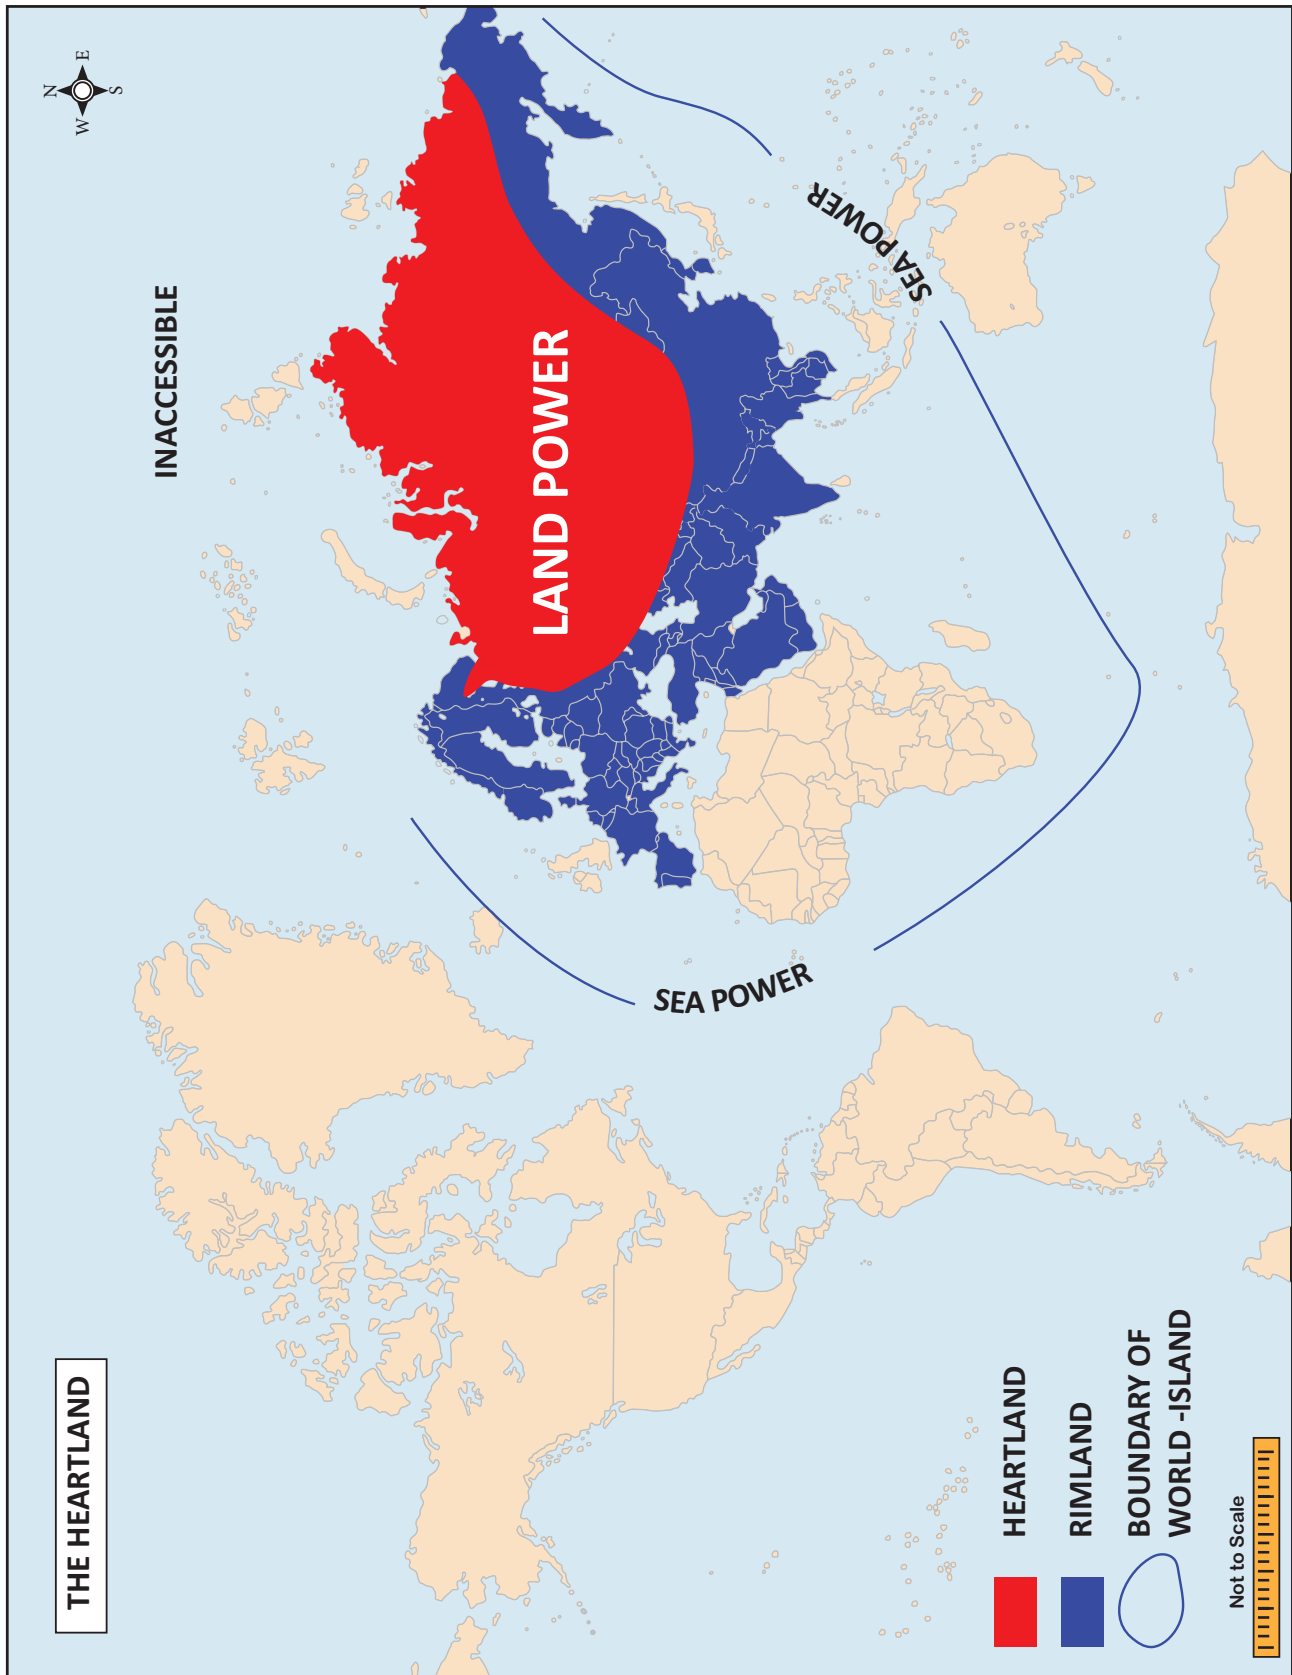 THE HEARTLAND
N
W
E
S
INACCESSIBLE
LAND POWER
SEA POWER
SEA POWER
HEARTLAND
RIMLAND
BOUNDARY OF
WORLD -ISLAND
Not to Scale